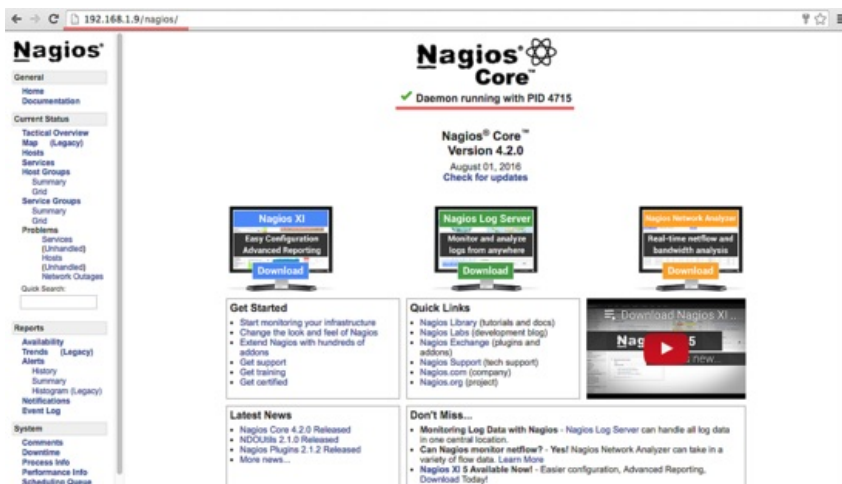 192.168.1.9/nagios/
Nagios®
General
Home
Documentation
Current Status
Tactical Overview
Map (Legacy)
Hosts
Services
Host Groups
Summary
Grid
Service Groups
Summary
Grid
Problems
Services
(Unhandled)
Hosts
(Unhandled)
Network Outages
Quick Search:
Reports
Availability
Trends (Legacy)
Alerts
History
Summary
Histogram (Legacy)
Notifications
Event Log
System
Comments
Downtime
Process Info
Performance Info
Scheduling Queue
Nagios®
Core™
Daemon running with PID 4715
Nagios® Core™
Version 4.2.0
August 01, 2016
Check for updates
Nagios XI
Easy Configuration
Advanced Reporting
Download
Nagios Log Server
Monitor and analyze
logs from anywhere
Download
Nagios Network Analyzer
Real-time netflow and
bandwidth analysis
Download
Get Started
• Start monitoring your infrastructure
• Change the look and feel of Nagios
• Extend Nagios with hundreds of
addons
• Get support
• Get training
• Get certified
Quick Links
• Nagios Library (tutorials and docs)
• Nagios Labs (development blog)
• Nagios Exchange (plugins and
addons)
• Nagios Support (tech support)
• Nagios.com (company)
• Nagios.org (project)
Download Nagios XI ...
Nag 5
new...
Latest News
• Nagios Core 4.2.0 Released
• NDOUtils 2.1.0 Released
• Nagios Plugins 2.1.2 Released
• More news...
Don't Miss...
• Monitoring Log Data with Nagios - Nagios Log Server can handle all log data
in one central location.
• Can Nagios monitor netflow? - Yes! Nagios Network Analyzer can take in a
variety of flow data. Learn More
• Nagios XI 5 Available Now! - Easier configuration, Advanced Reporting,
Download Today!